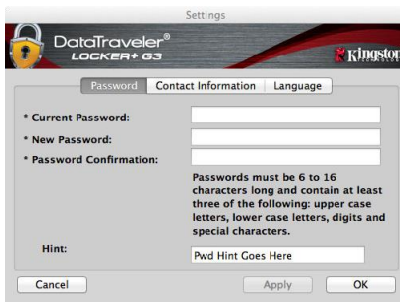 Settings
DataTraveler®
LOCKER+ G3
Kingston
TECHNOLOGY
Password Contact Information Language
* Current Password:
* New Password:
* Password Confirmation:
Passwords must be 6 to 16
characters long and contain at least
three of the following: upper case
letters, lower case letters, digits and
special characters.
Hint:
Pwd Hint Goes Here
Cancel Apply OK